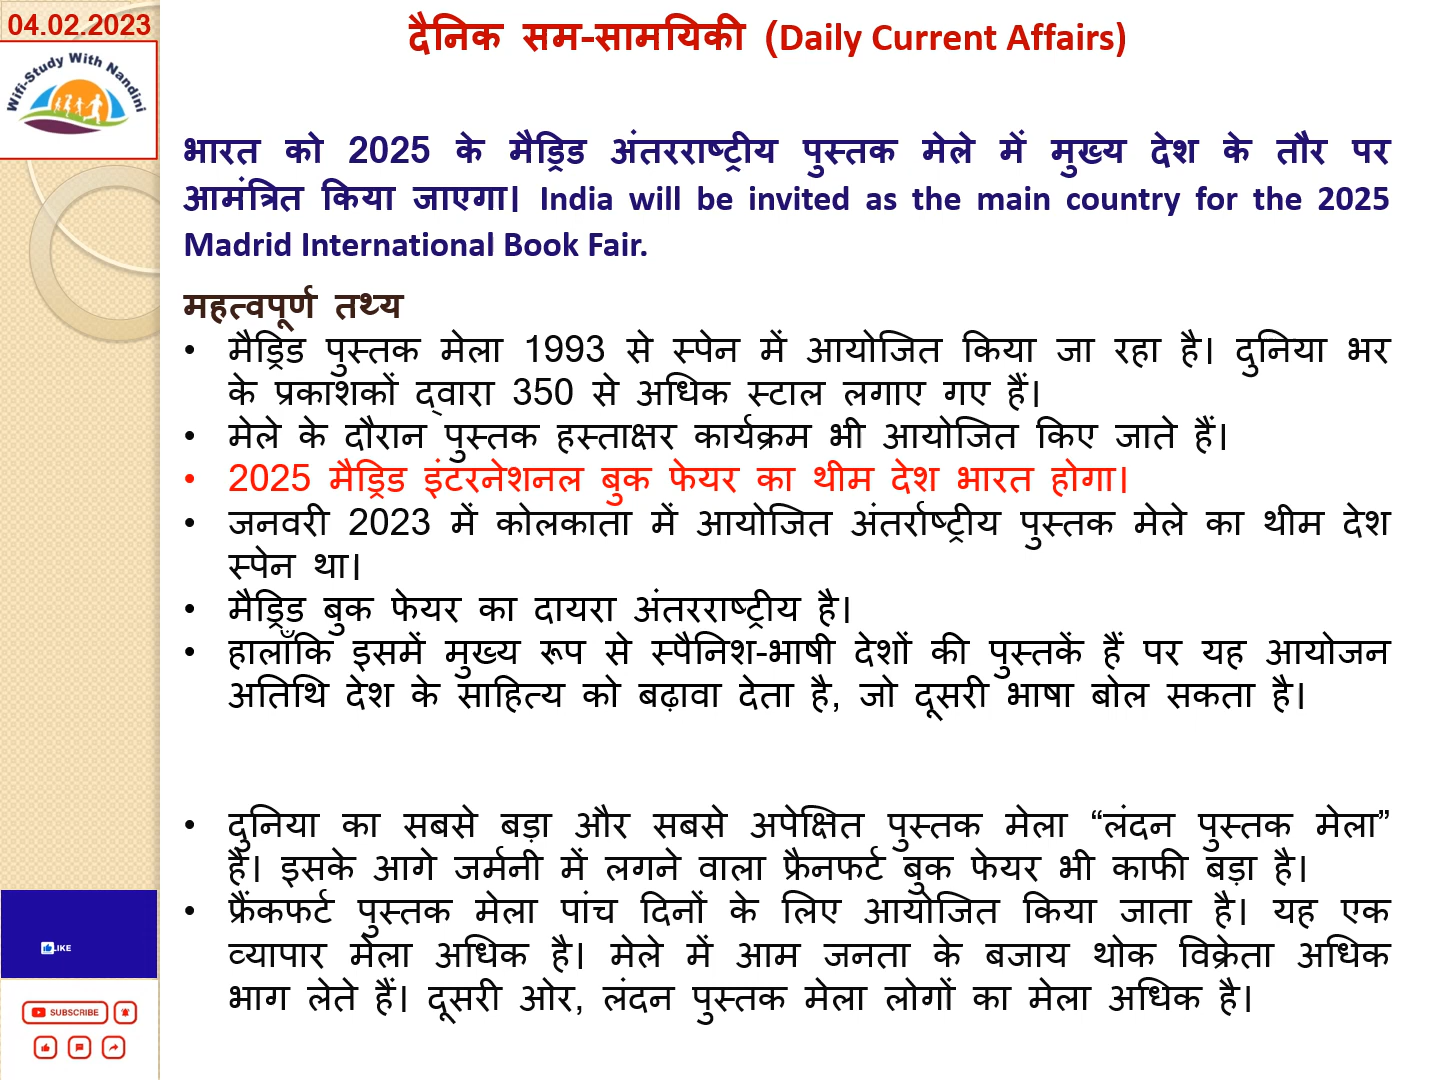 04.02.2023
Wifi-Study With Nandini
दैनिक सम-सामयिकी (Daily Current Affairs)
भारत को 2025 के मैड्रिड अंतरराष्ट्रीय पुस्तक मेले में मुख्य देश के तौर पर
आमंत्रित किया जाएगा। India will be invited as the main country for the 2025
Madrid International Book Fair.
महत्वपूर्ण तथ्य
• मैड्रिड पुस्तक मेला 1993 से स्पेन में आयोजित किया जा रहा है। दुनिया भर
के प्रकाशकों द्वारा 350 से अधिक स्टाल लगाए गए हैं।
• मेले के दौरान पुस्तक हस्ताक्षर कार्यक्रम भी आयोजित किए जाते हैं।
• 2025 मैड्रिड इंटरनेशनल बुक फेयर का थीम देश भारत होगा।
• जनवरी 2023 में कोलकाता में आयोजित अंतर्राष्ट्रीय पुस्तक मेले का थीम देश
स्पेन था।
• मैड्रिड बुक फेयर का दायरा अंतरराष्ट्रीय है।
• हालाँकि इसमें मुख्य रूप से स्पैनिश-भाषी देशों की पुस्तकें हैं पर यह आयोजन
अतिथि देश के साहित्य को बढ़ावा देता है, जो दूसरी भाषा बोल सकता है।
• दुनिया का सबसे बड़ा और सबसे अपेक्षित पुस्तक मेला “लंदन पुस्तक मेला”
है। इसके आगे जर्मनी में लगने वाला फ्रैनफर्ट बुक फेयर भी काफी बड़ा है।
• फ्रैंकफर्ट पुस्तक मेला पांच दिनों के लिए आयोजित किया जाता है। यह एक
व्यापार मेला अधिक है। मेले में आम जनता के बजाय थोक विक्रेता अधिक
भाग लेते हैं। दूसरी ओर, लंदन पुस्तक मेला लोगों का मेला अधिक है।
LIKE
SUBSCRIBE